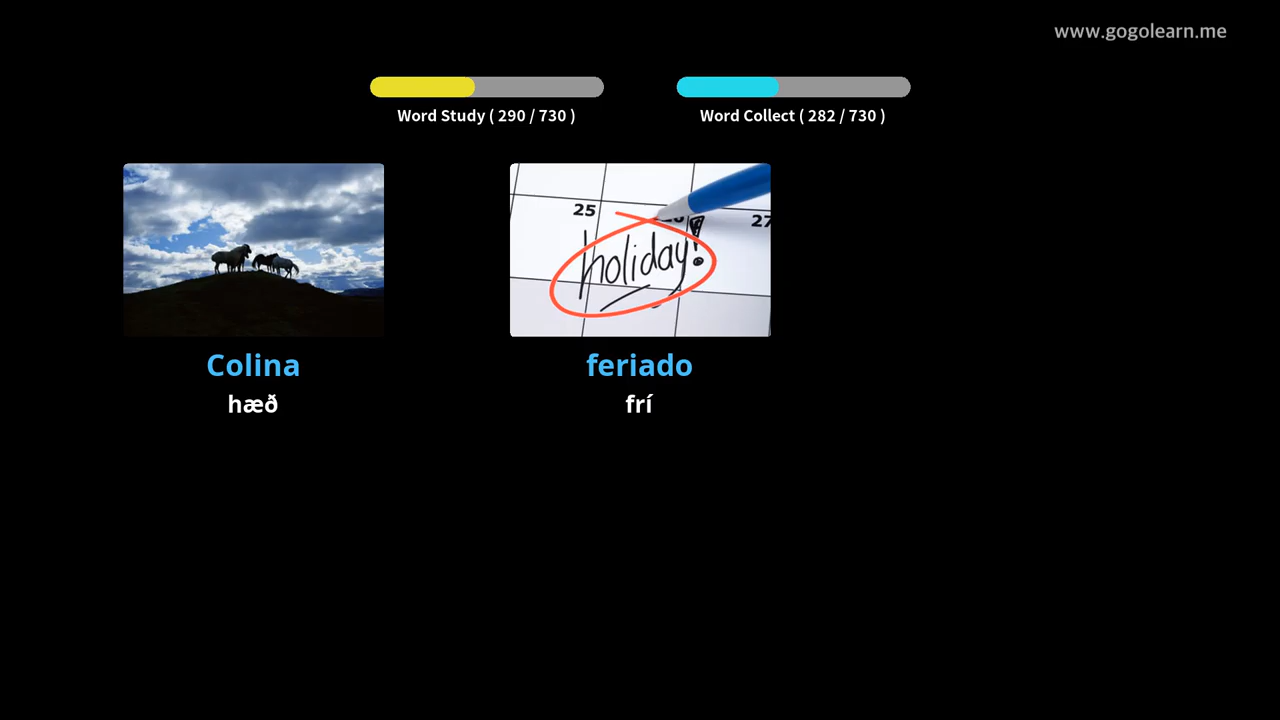 www.gogolearn.me
Word Study ( 290 / 730 )
Word Collect ( 282 / 730 )
25
27
holiday!
Colina
feriado
hæð
frí